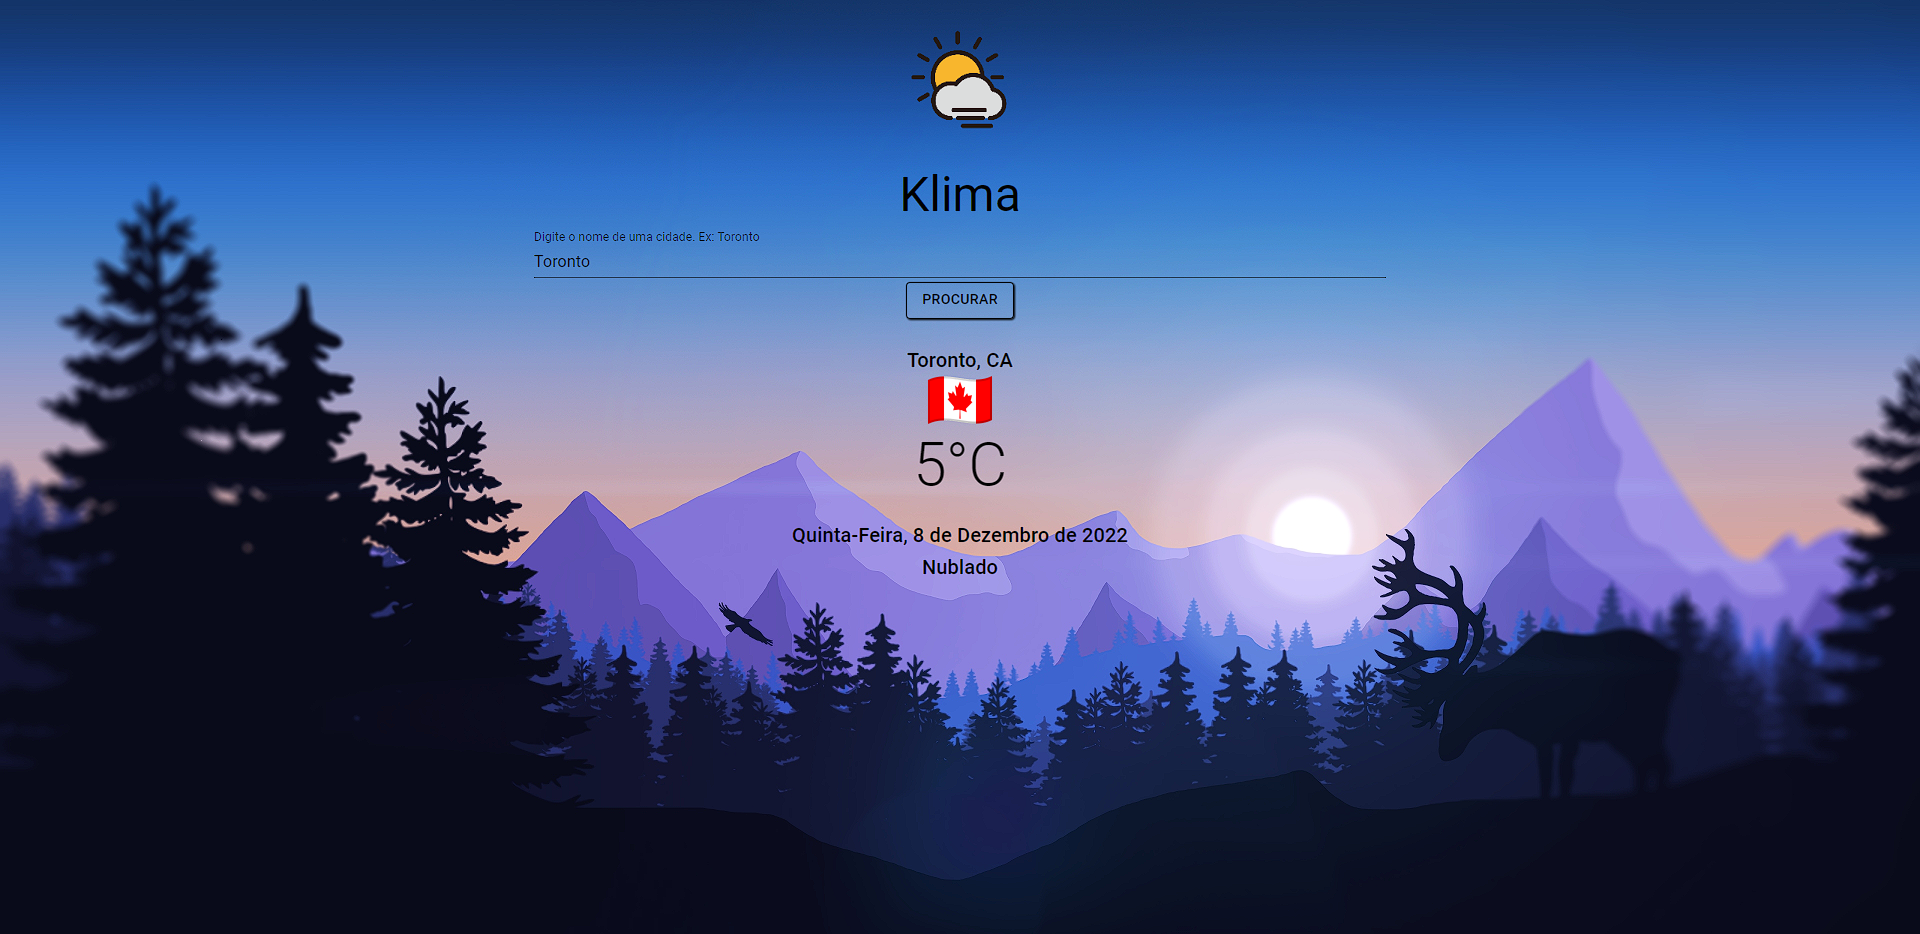 Klima
Digite o nome de uma cidade. Ex: Toronto
Toronto
PROCURAR
Toronto, CA
5°C
Quinta-Feira, 8 de Dezembro de 2022
Nublado